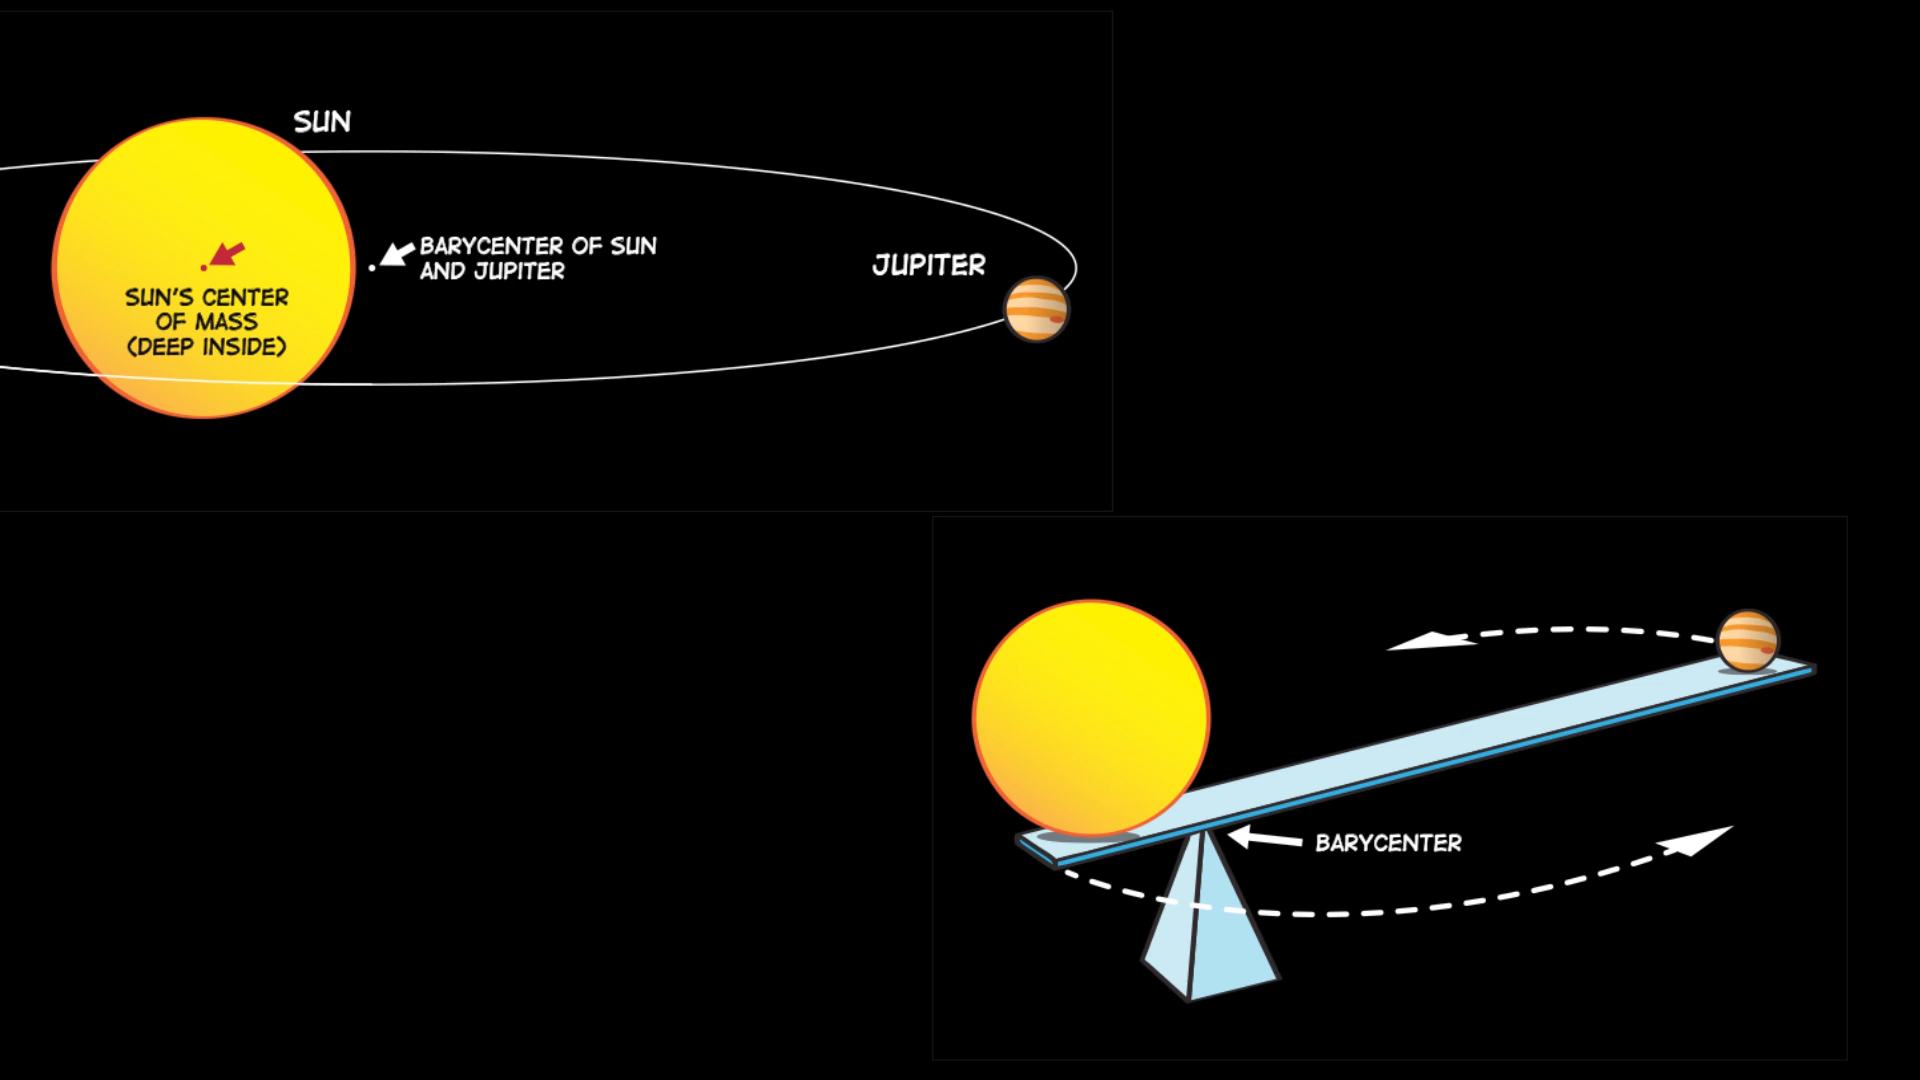 SUN
BARYCENTER OF SUN
AND JUPITER
JUPITER
SUN'S CENTER
OF MASS
(DEEP INSIDE)
BARYCENTER